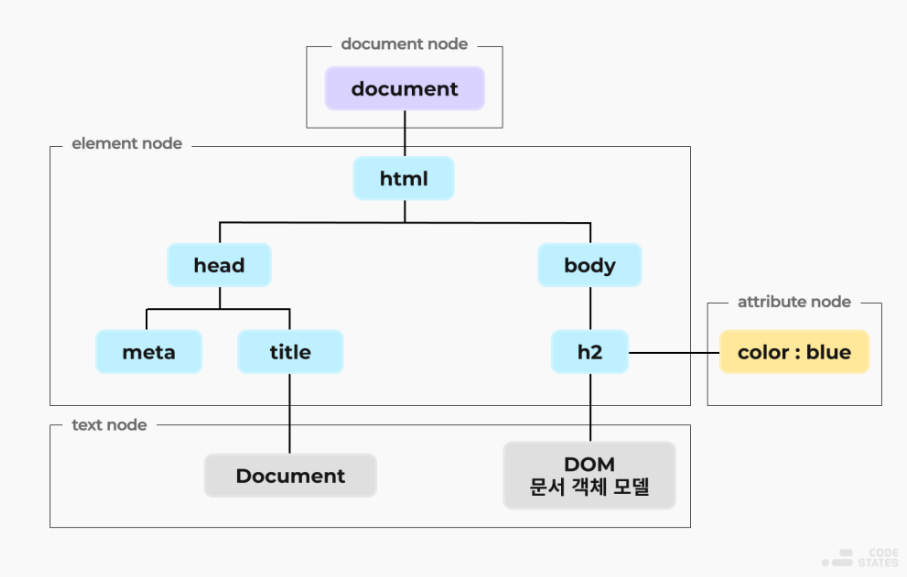 document node
document
element node
html
head
body
attribute node
meta
title
h2
color : blue
text node
Document
DOM
문서 객체 모델
CODE
STATES